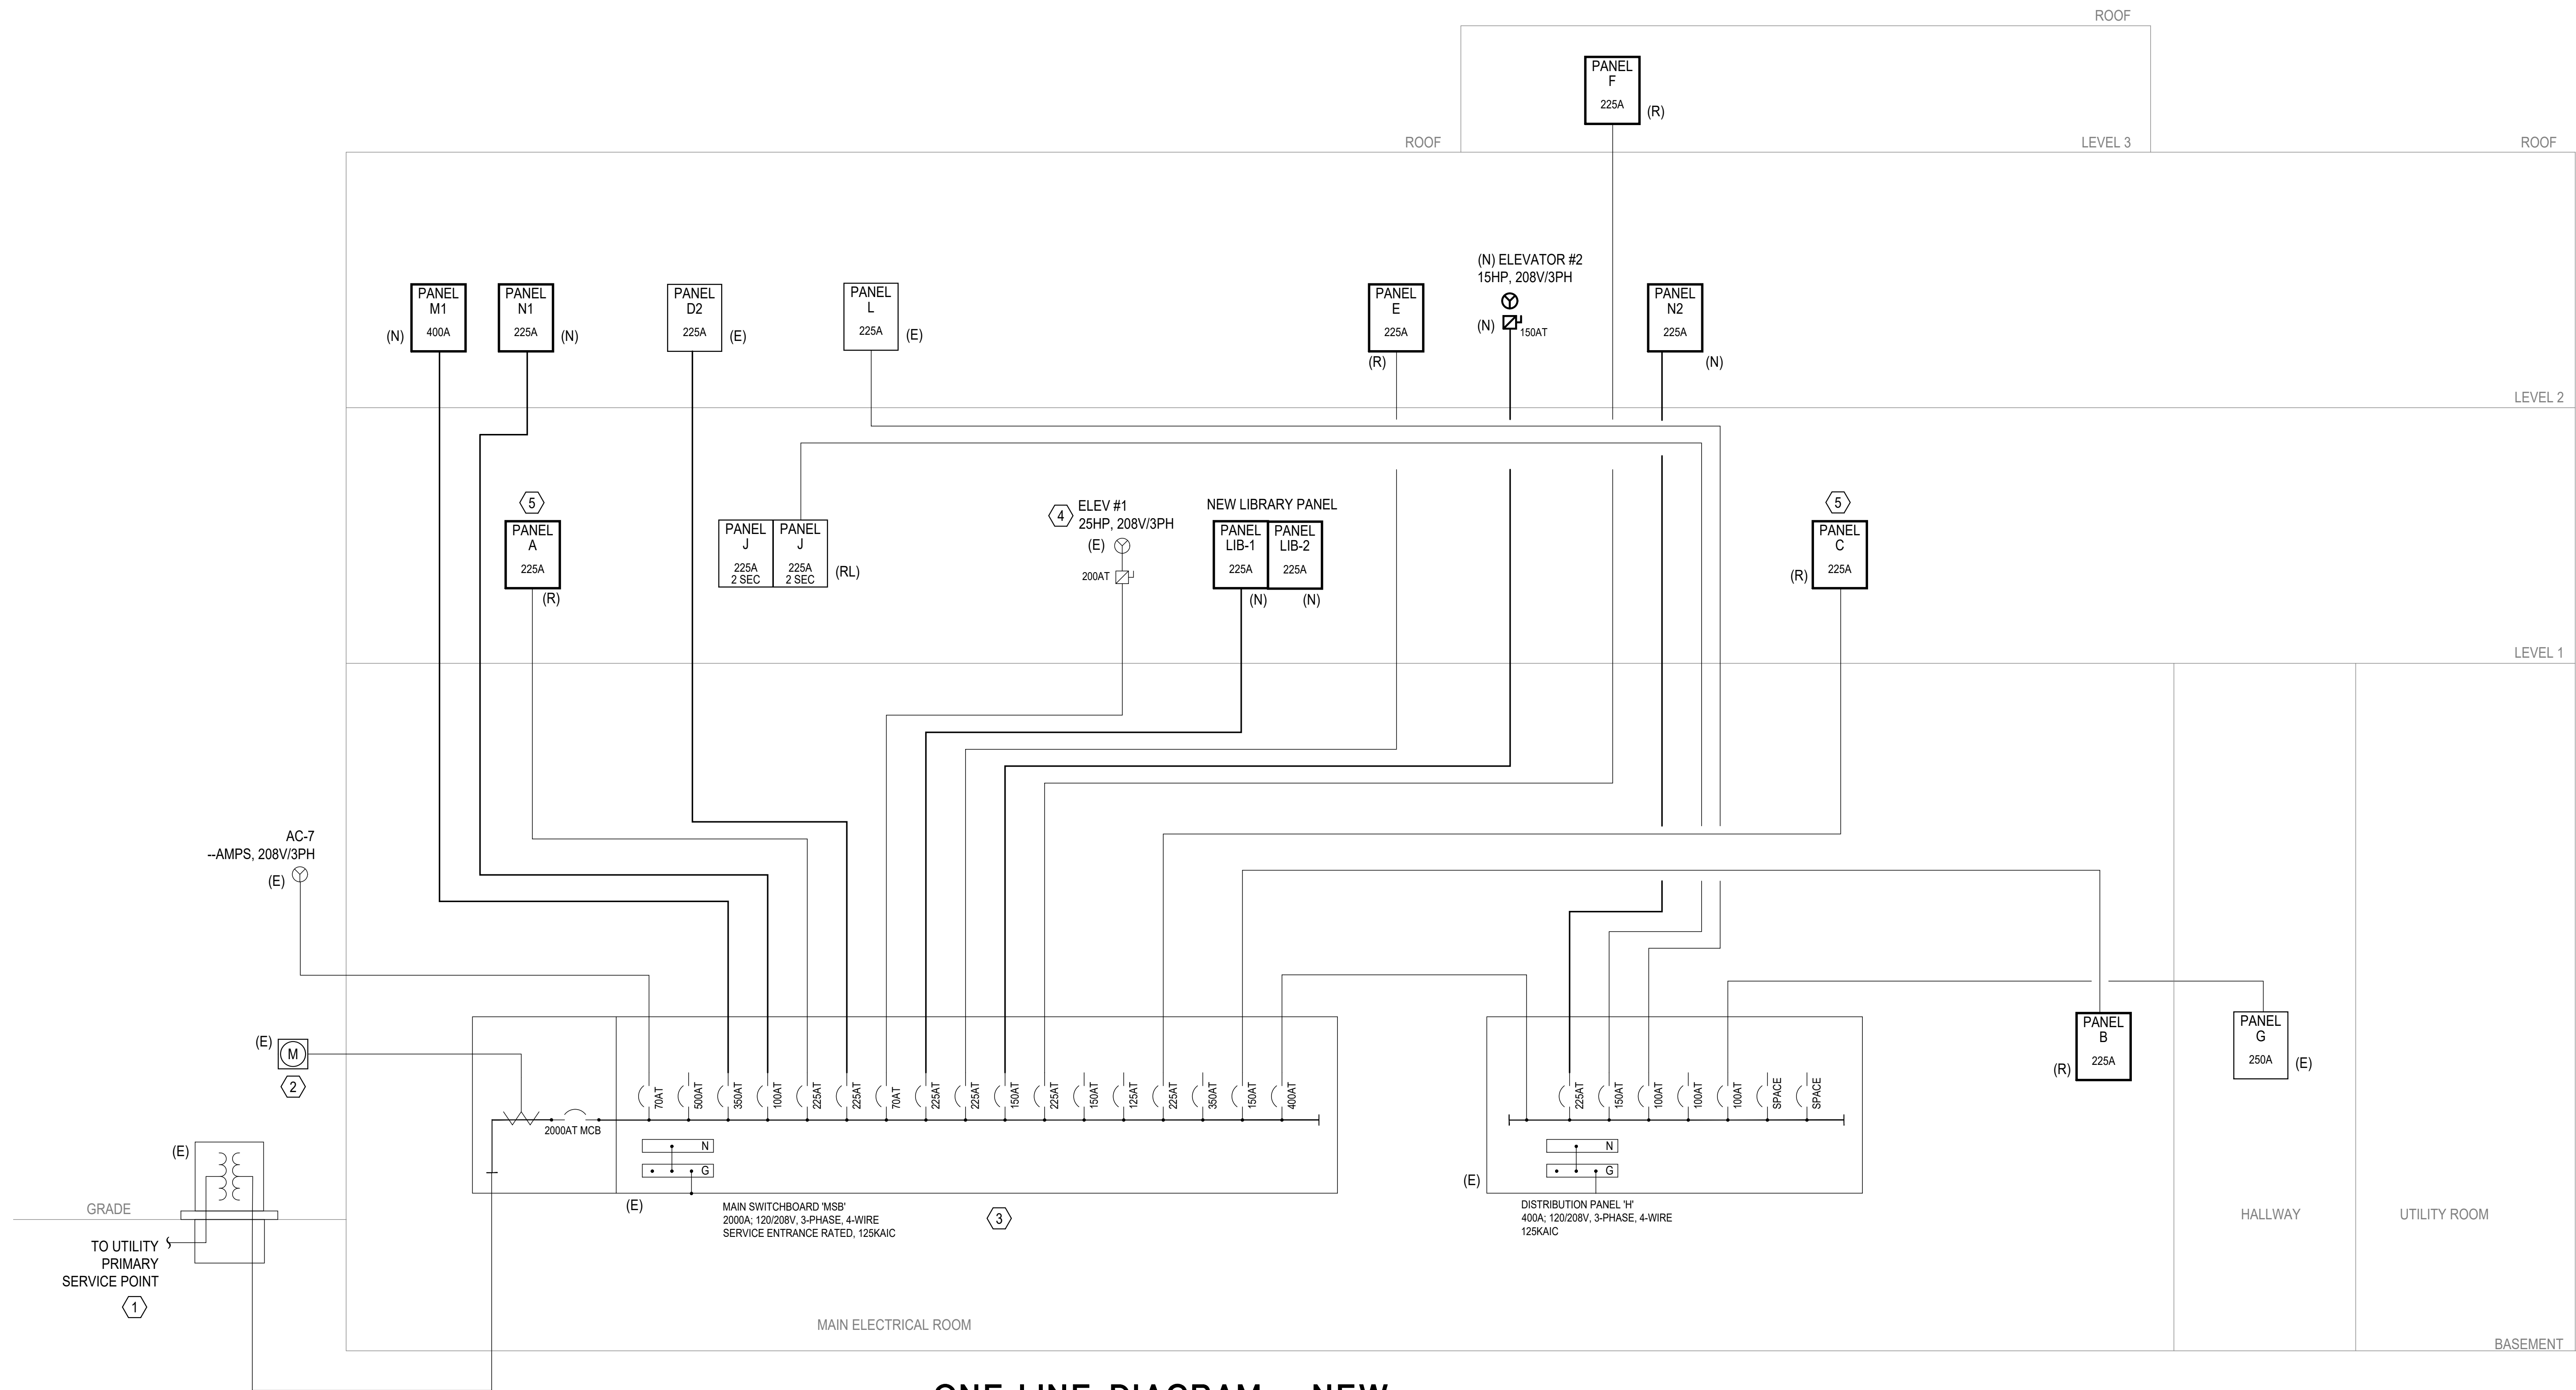 ROOF
PANEL
F
225A
(R)
ROOF
LEVEL 3
ROOF
(N) ELEVATOR #2
15HP, 208V/3PH
(N)
150AT
PANEL
M1
400A
(N)
PANEL
N1
225A
(N)
PANEL
D2
225A
(E)
PANEL
L
225A
(E)
PANEL
E
225A
(R)
PANEL
N2
225A
(N)
LEVEL 2
5
PANEL
A
225A
(R)
PANEL
J
225A
2 SEC
PANEL
J
225A
2 SEC
(RL)
4
ELEV #1
25HP, 208V/3PH
(E)
200AT
NEW LIBRARY PANEL
PANEL
LIB-1
225A
(N)
PANEL
LIB-2
225A
(N)
5
PANEL
C
225A
(R)
LEVEL 1
AC-7
--AMPS, 208V/3PH
(E)
(E)
M
2
2000AT MCB
70AT
500AT
350AT
100AT
225AT
225AT
70AT
225AT
225AT
150AT
225AT
150AT
125AT
225AT
350AT
150AT
400AT
N
G
(E)
MAIN SWITCHBOARD 'MSB'
2000A; 120/208V, 3-PHASE, 4-WIRE
SERVICE ENTRANCE RATED, 125KAIC
3
225AT
150AT
100AT
100AT
100AT
SPACE
SPACE
N
G
(E)
DISTRIBUTION PANEL 'H'
400A; 120/208V, 3-PHASE, 4-WIRE
125KAIC
PANEL
B
225A
(R)
PANEL
G
250A
(E)
(E)
GRADE
TO UTILITY
PRIMARY
SERVICE POINT
1
HALLWAY
UTILITY ROOM
MAIN ELECTRICAL ROOM
BASEMENT
ONE-LINE DIAGRAM - NEW